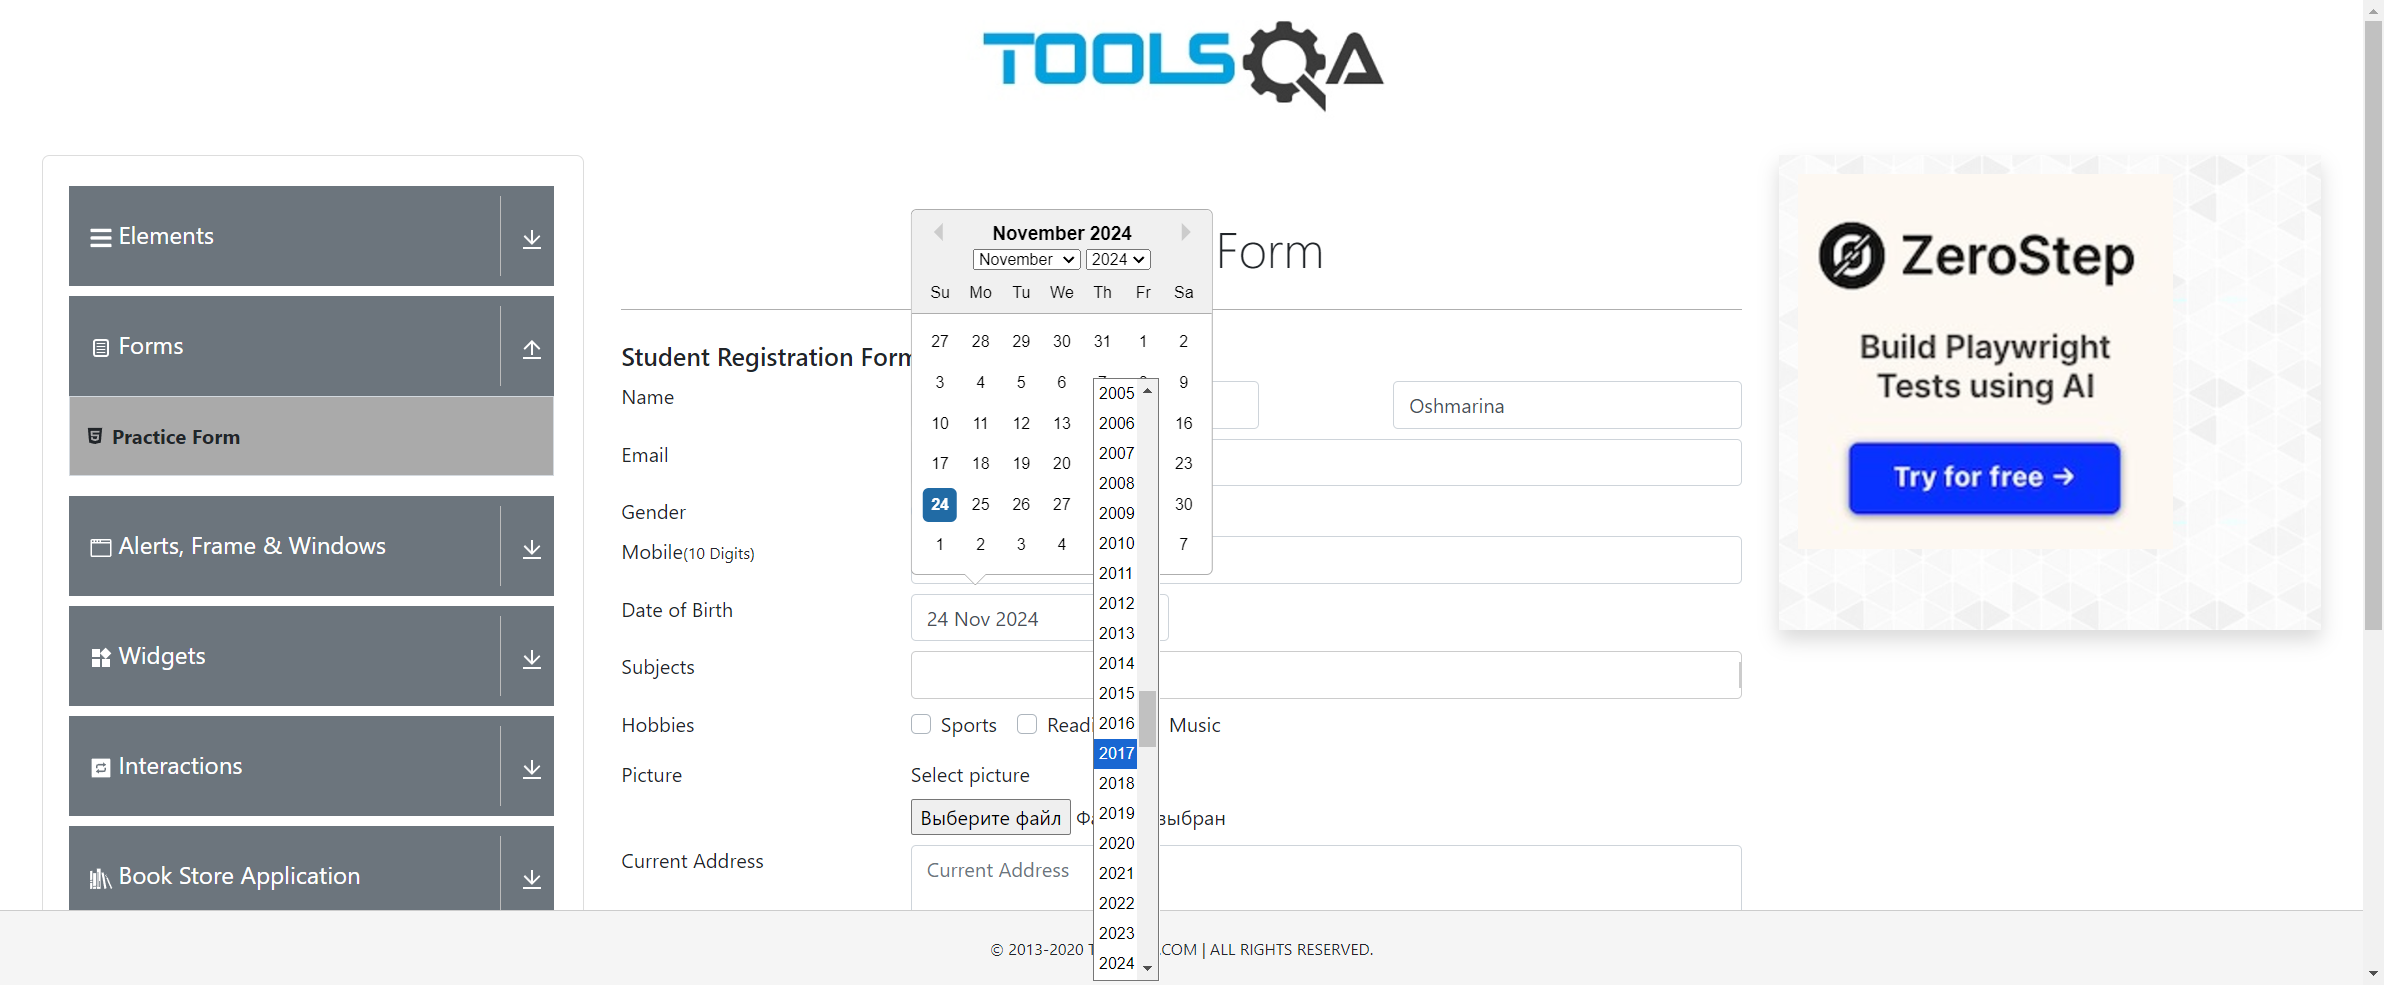 TOOLSQA
Elements
Forms
Practice Form
Alerts, Frame & Windows
Widgets
Interactions
Book Store Application
Form
Student Registration Form
Name
Oshmarina
Email
Gender
Mobile(10 Digits)
Date of Birth
24 Nov 2024
Subjects
Hobbies
Sports
Music
Picture
Select picture
Выберите файл
выбран
Current Address
Current Address
November 2024
November 2024
Su Mo Tu We Th Fr Sa
27 28 29 30 31 1 2
3 4 5 6 9
10 11 12 13 16
17 18 19 20 23
24 25 26 27 30
1 2 3 4 7
2005
2006
2007
2008
2009
2010
2011
2012
2013
2014
2015
2016
2017
2018
2019
2020
2021
2022
2023
2024
ZeroStep
Build Playwright
Tests using AI
Try for free →
© 2013-2020 .COM | ALL RIGHTS RESERVED.